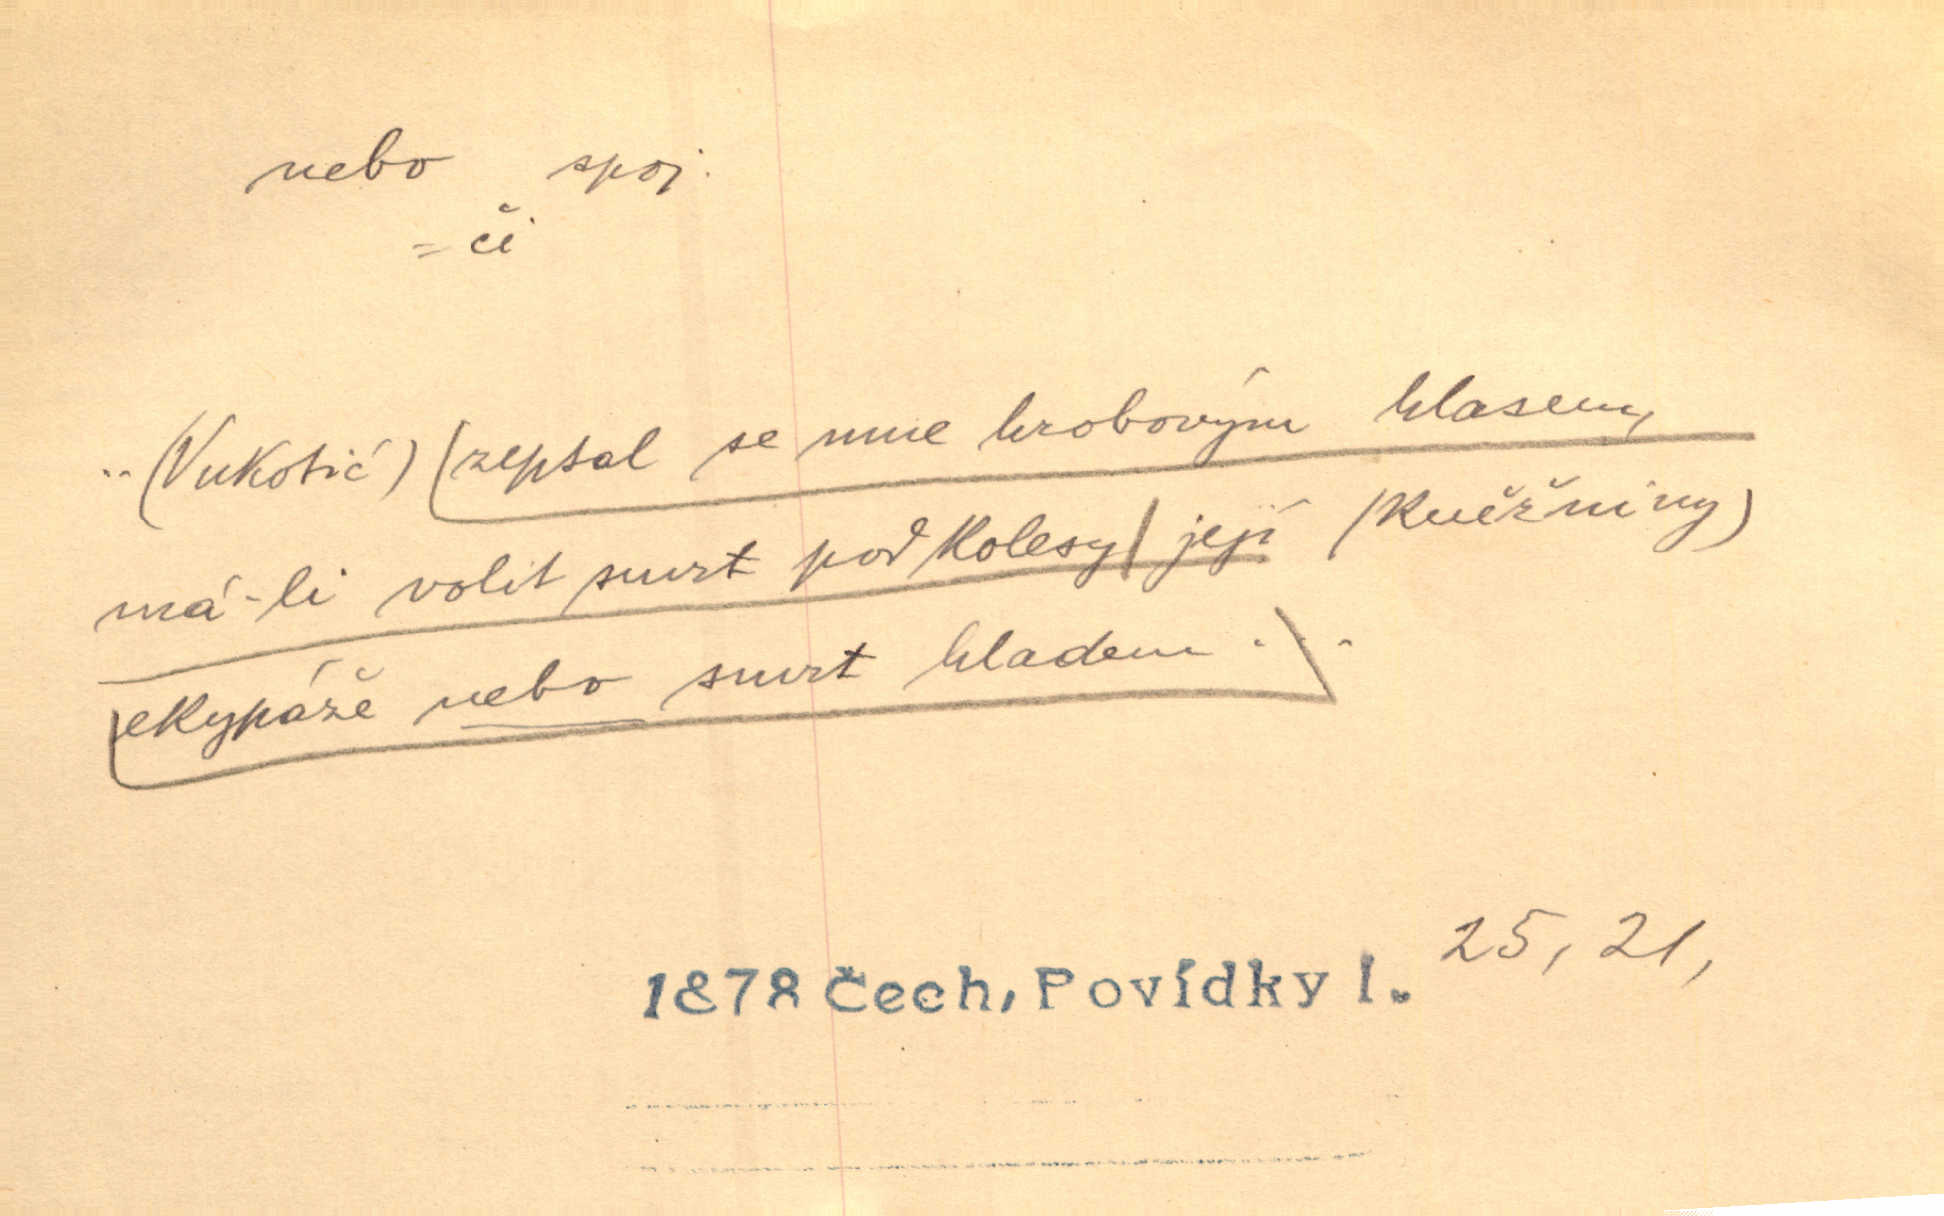 nebo spoj.
= či
..(Vukotić) zeptal se mne hrobovým hlasem,
má-li volit smrt pod kolesy její (kněžniny)
ekypáže nebo smrt hladem ...
1878 Čech, Povídky I. 25, 21,